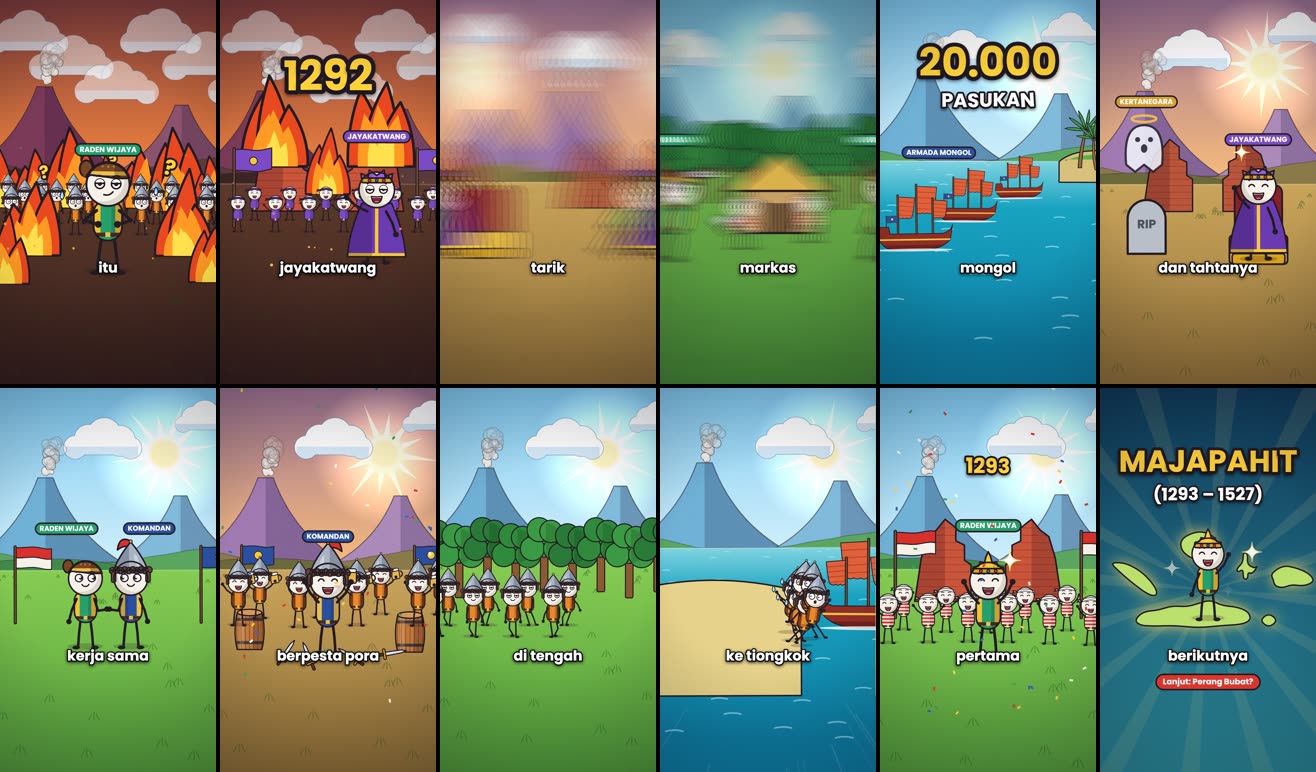 RADEN WIJAYA
?
?
itu
1292
JAYAKATWANG
jayakatwang
tarik
markas
20.000
PASUKAN
ARMADA MONGOL
mongol
KERTANEGARA
JAYAKATWANG
RIP
dan tahtanya
RADEN WIJAYA
KOMANDAN
kerja sama
KOMANDAN
berpesta pora
di tengah
ke tiongkok
1293
RADEN WIJAYA
pertama
MAJAPAHIT
(1293 – 1527)
berikutnya
Lanjut: Perang Bubat?